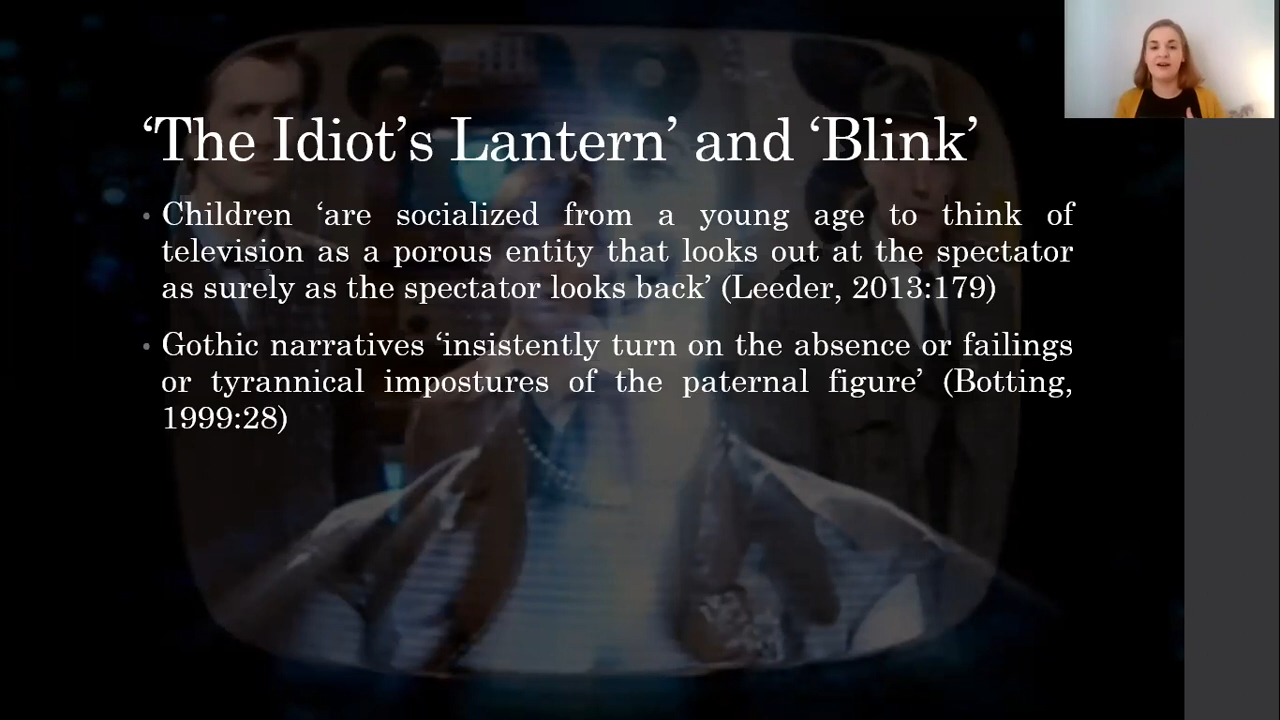 ‘The Idiot’s Lantern’ and ‘Blink’
• Children ‘are socialized from a young age to think of
television as a porous entity that looks out at the spectator
as surely as the spectator looks back’ (Leeder, 2013:179)
• Gothic narratives ‘insistently turn on the absence or failings
or tyrannical impostures of the paternal figure’ (Botting,
1999:28)